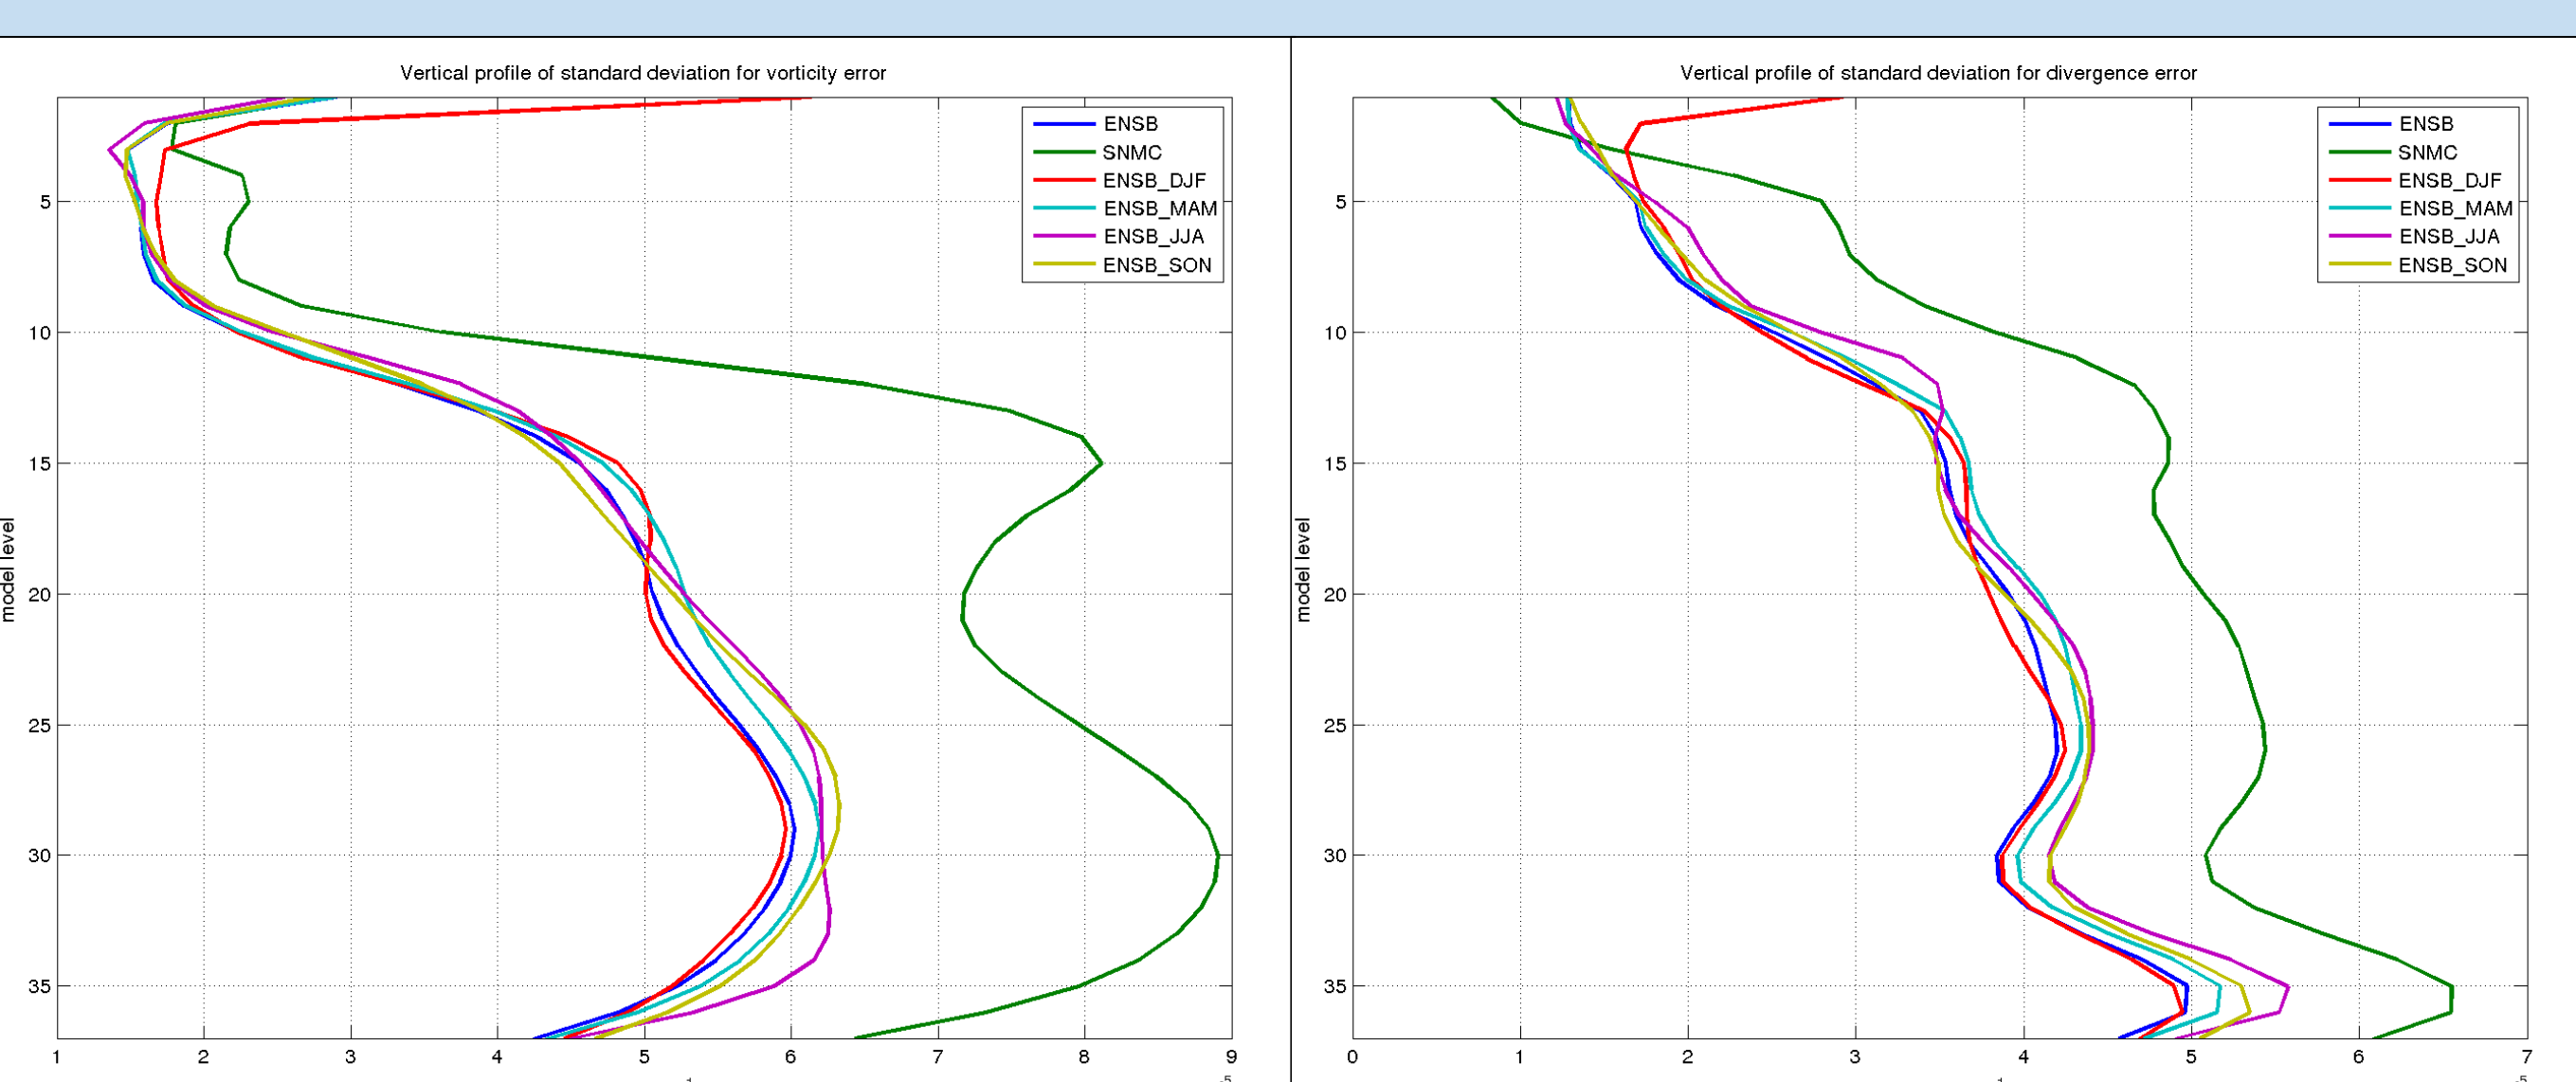 Vertical profile of standard deviation for vorticity error
ENSB
SNMC
ENSB_DJF
ENSB_MAM
ENSB_JJA
ENSB_SON
5
10
15
20
25
30
35
model level
1 2 3 4 5 6 7 8 9
Vertical profile of standard deviation for divergence error
ENSB
SNMC
ENSB_DJF
ENSB_MAM
ENSB_JJA
ENSB_SON
5
10
15
20
25
30
35
model level
0 1 2 3 4 5 6 7